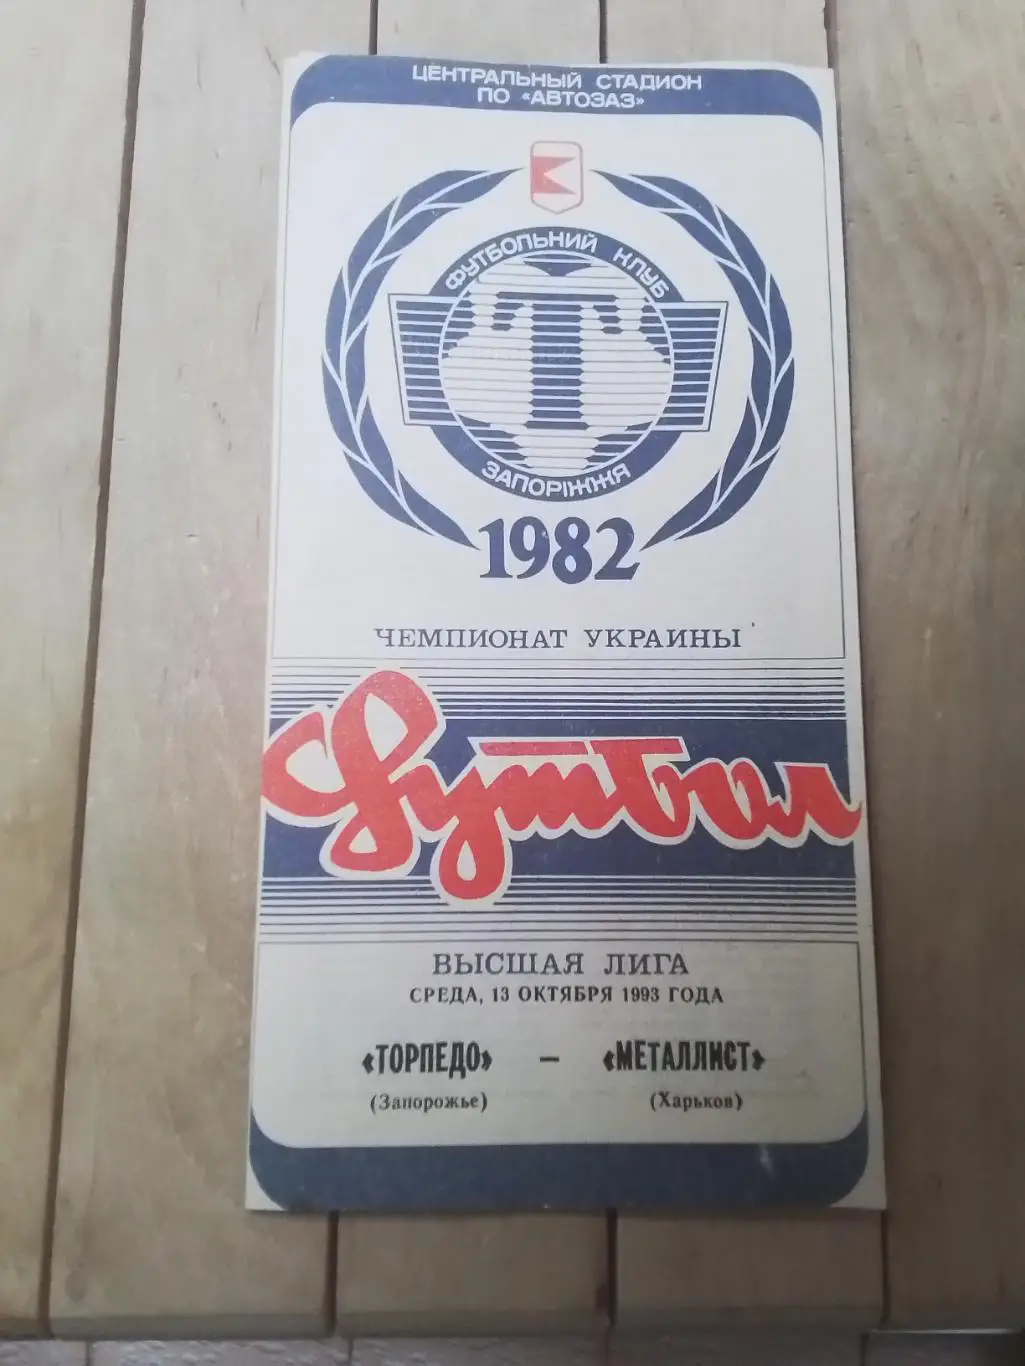 ЦЕНТРАЛЬНЫЙ СТАДИОН
ПО «АВТОЗАЗ»
ФУТБОЛЬНИЙ КЛУБ
Т
ЗАПОРІЖЖЯ
1982
ЧЕМПИОНАТ УКРАИНЫ
Футбол
ВЫСШАЯ ЛИГА
СРЕДА, 13 ОКТЯБРЯ 1993 ГОДА
«ТОРПЕДО» — «МЕТАЛЛИСТ»
(Запорожье) (Харьков)